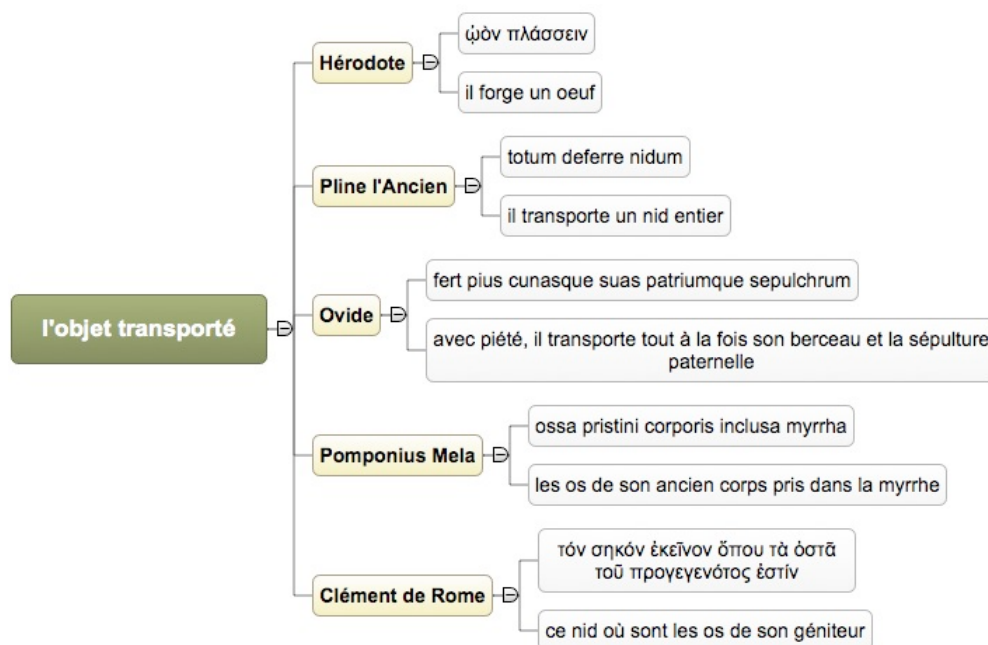 l'objet transporté
Hérodote
ᾠὸν πλάσσειν
il forge un oeuf
Pline l'Ancien
totum deferre nidum
il transporte un nid entier
Ovide
fert pius cunasque suas patriumque sepulchrum
avec piété, il transporte tout à la fois son berceau et la sépulture
paternelle
Pomponius Mela
ossa pristini corporis inclusa myrrha
les os de son ancien corps pris dans la myrrhe
Clément de Rome
τόν σηκόν ἐκεῖνον ὅπου τὰ ὀστᾶ
τοῦ προγεγενότος ἐστίν
ce nid où sont les os de son géniteur